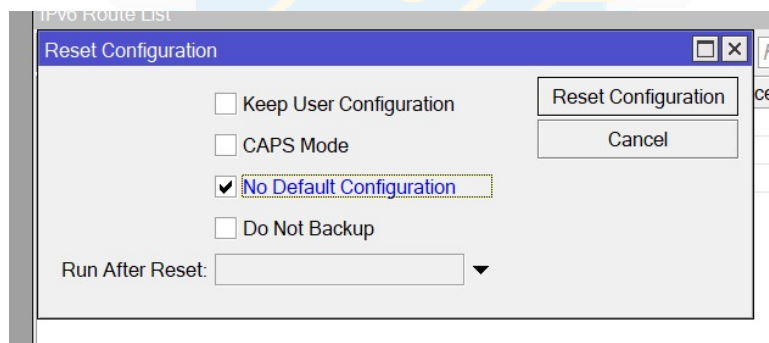 IPv6 Route List
Reset Configuration
Keep User Configuration
Reset Configuration
CAPS Mode
Cancel
No Default Configuration
Do Not Backup
Run After Reset: